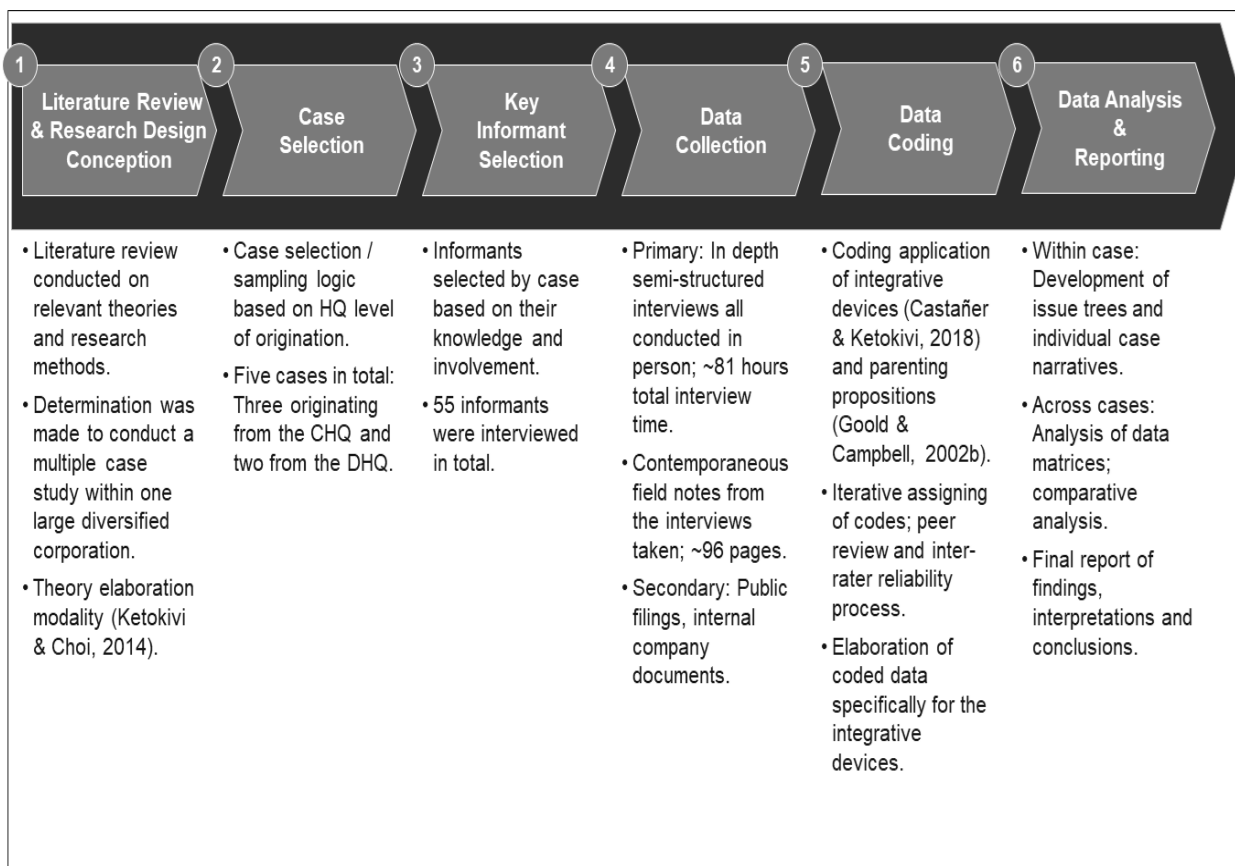 1
Literature Review
& Research Design
Conception
2
Case
Selection
3
Key
Informant
Selection
4
Data
Collection
5
Data
Coding
6
Data Analysis
&
Reporting
• Literature review
conducted on
relevant theories
and research
methods.
• Determination was
made to conduct a
multiple case
study within one
large diversified
corporation.
• Theory elaboration
modality (Ketokivi
& Choi, 2014).
• Case selection /
sampling logic
based on HQ level
of origination.
• Five cases in total:
Three originating
from the CHQ and
two from the DHQ.
• Informants
selected by case
based on their
knowledge and
involvement.
• 55 informants
were interviewed
in total.
• Primary: In depth
semi-structured
interviews all
conducted in
person; ~81 hours
total interview
time.
• Contemporaneous
field notes from
the interviews
taken; ~96 pages.
• Secondary: Public
filings, internal
company
documents.
• Coding application
of integrative
devices (Castañer
& Ketokivi, 2018)
and parenting
propositions
(Goold &
Campbell, 2002b).
• Iterative assigning
of codes; peer
review and inter-
rater reliability
process.
• Elaboration of
coded data
specifically for the
integrative
devices.
• Within case:
Development of
issue trees and
individual case
narratives.
• Across cases:
Analysis of data
matrices;
comparative
analysis.
• Final report of
findings,
interpretations and
conclusions.